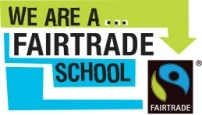 WE ARE A ...
FAIRTRADE
SCHOOL
®
FAIRTRADE